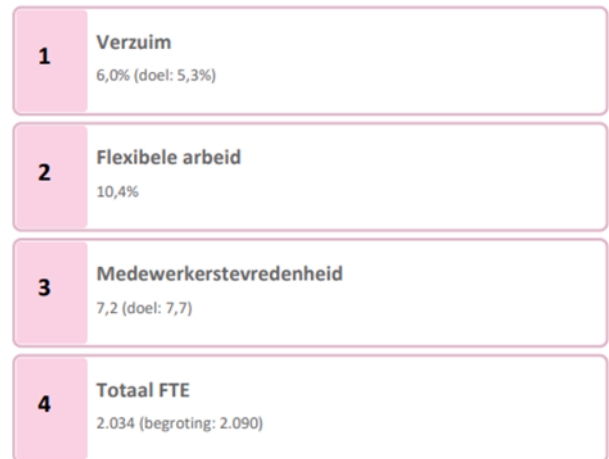 1
Verzuim
6,0% (doel: 5,3%)
2
Flexibele arbeid
10,4%
3
Medewerkerstevredenheid
7,2 (doel: 7,7)
4
Totaal FTE
2.034 (begroting: 2.090)